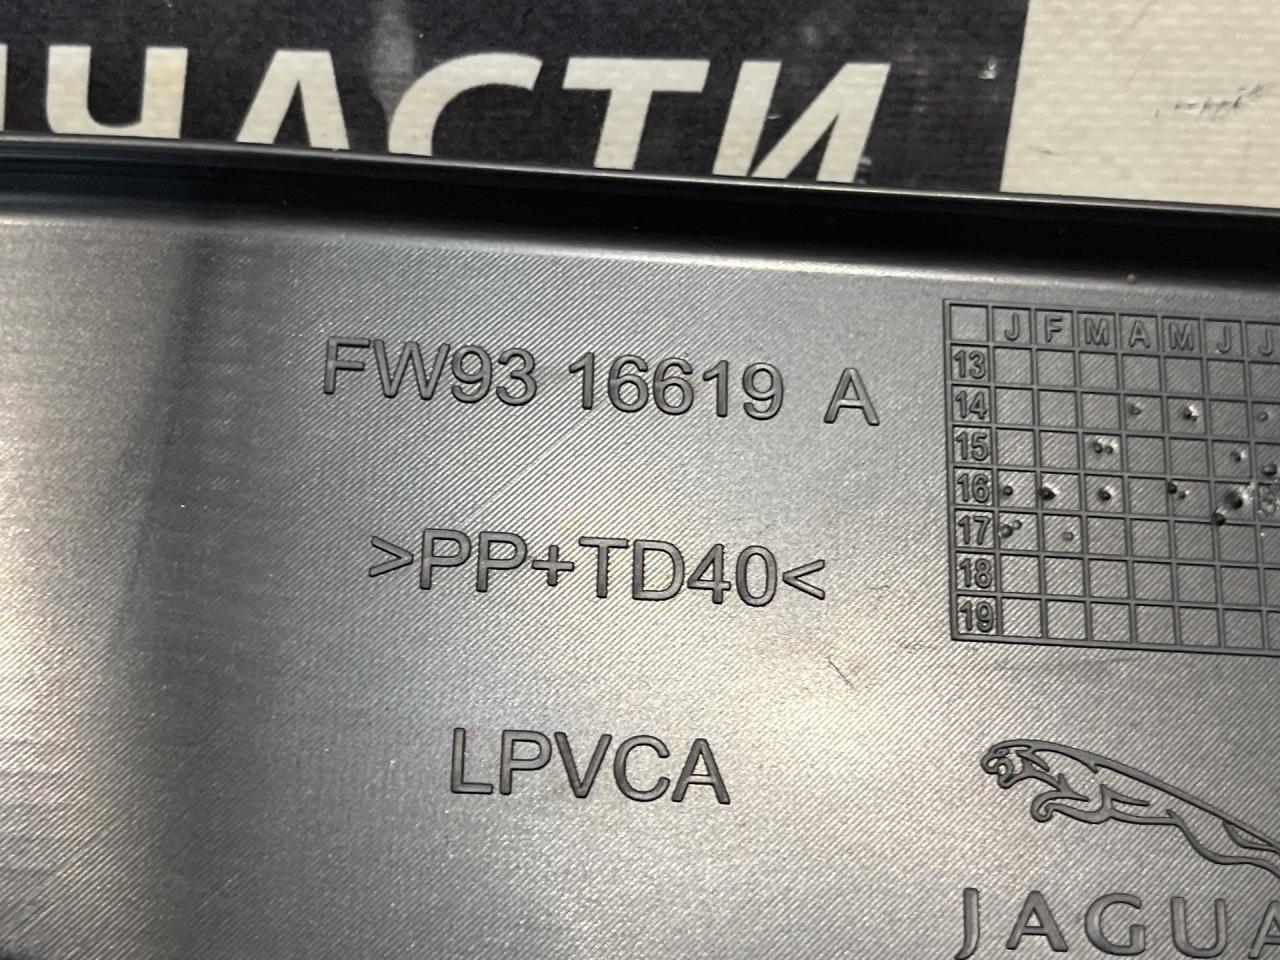 ЧАСТИ
FW93 16619 A
J F M A M J J
13
14
15
16
17
18
19
>PP+TD40<
LPVCA
JAGUA